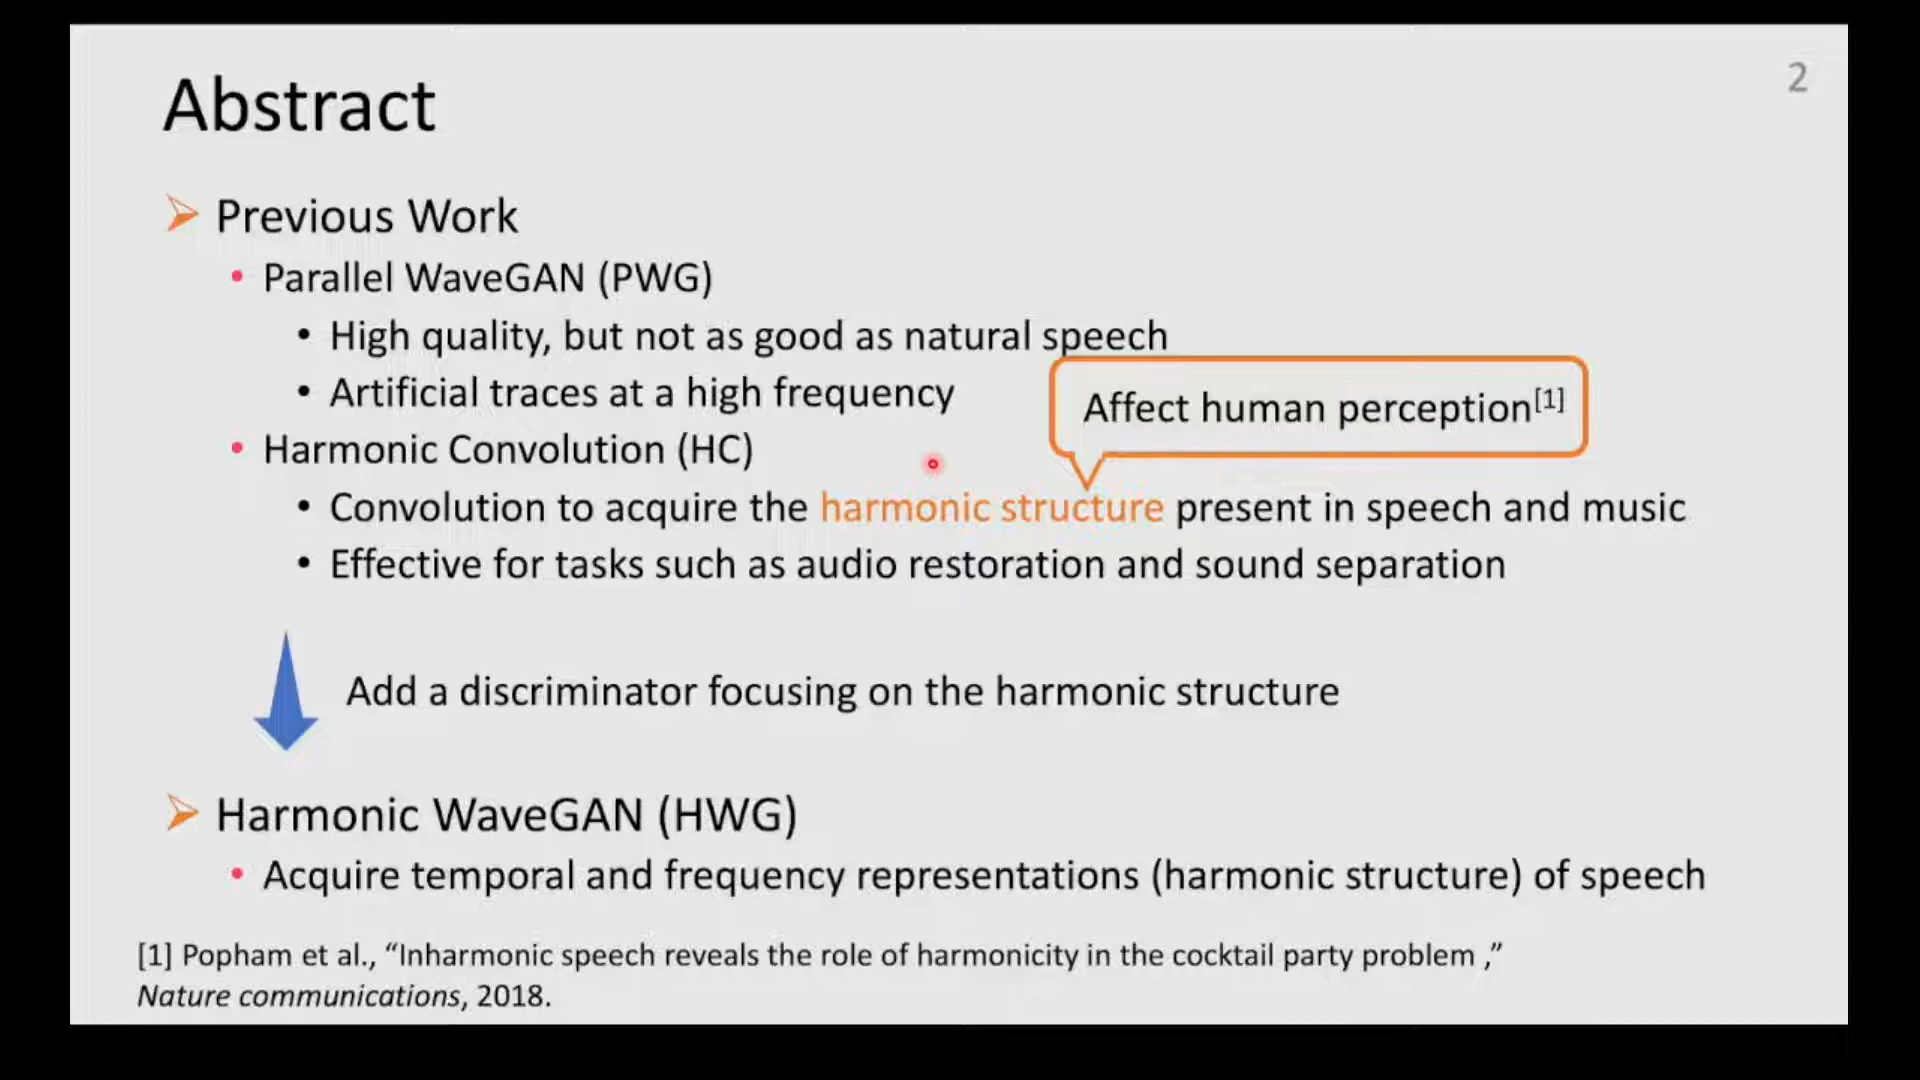 2
Abstract
Previous Work
• Parallel WaveGAN (PWG)
• High quality, but not as good as natural speech
• Artificial traces at a high frequency
Affect human perception[1]
• Harmonic Convolution (HC)
• Convolution to acquire the harmonic structure present in speech and music
• Effective for tasks such as audio restoration and sound separation
Add a discriminator focusing on the harmonic structure
Harmonic WaveGAN (HWG)
• Acquire temporal and frequency representations (harmonic structure) of speech
[1] Popham et al., “Inharmonic speech reveals the role of harmonicity in the cocktail party problem ,”
Nature communications, 2018.